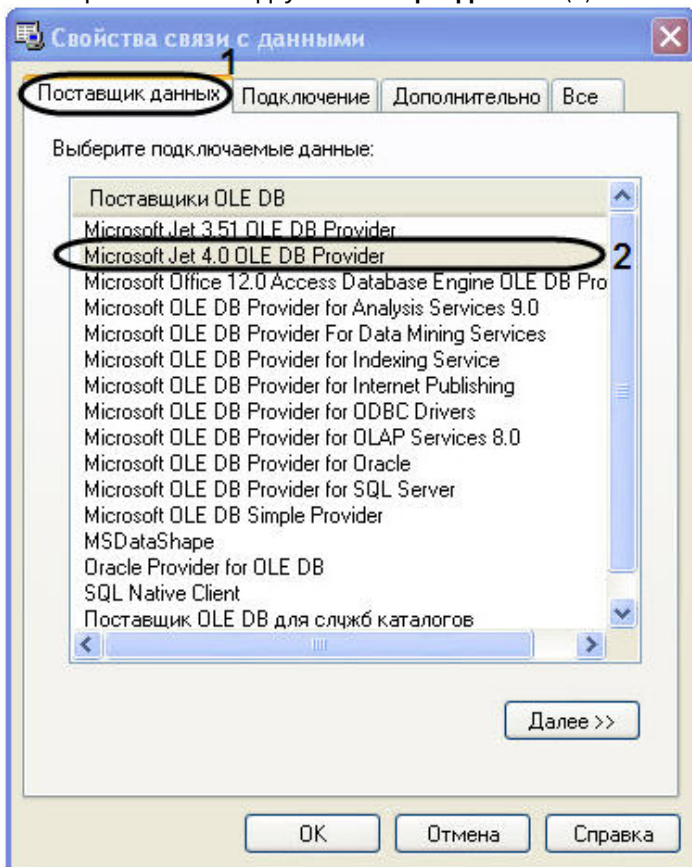 Свойства связи с данными
1
Поставщик данных Подключение Дополнительно Все
Выберите подключаемые данные:
Поставщики OLE DB
Microsoft Jet 3.51 OLE DB Provider
Microsoft Jet 4.0 OLE DB Provider 2
Microsoft Office 12.0 Access Database Engine OLE DB Pro
Microsoft OLE DB Provider for Analysis Services 9.0
Microsoft OLE DB Provider For Data Mining Services
Microsoft OLE DB Provider for Indexing Service
Microsoft OLE DB Provider for Internet Publishing
Microsoft OLE DB Provider for ODBC Drivers
Microsoft OLE DB Provider for OLAP Services 8.0
Microsoft OLE DB Provider for Oracle
Microsoft OLE DB Provider for SQL Server
Microsoft OLE DB Simple Provider
MSDataShape
Oracle Provider for OLE DB
SQL Native Client
Поставщик OLE DB для служб каталогов
Далее >>
OK Отмена Справка